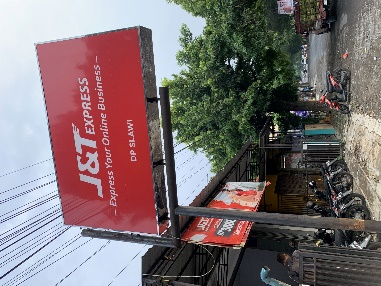 J&T EXPRESS
– Express Your Online Business –
DP SLAWI